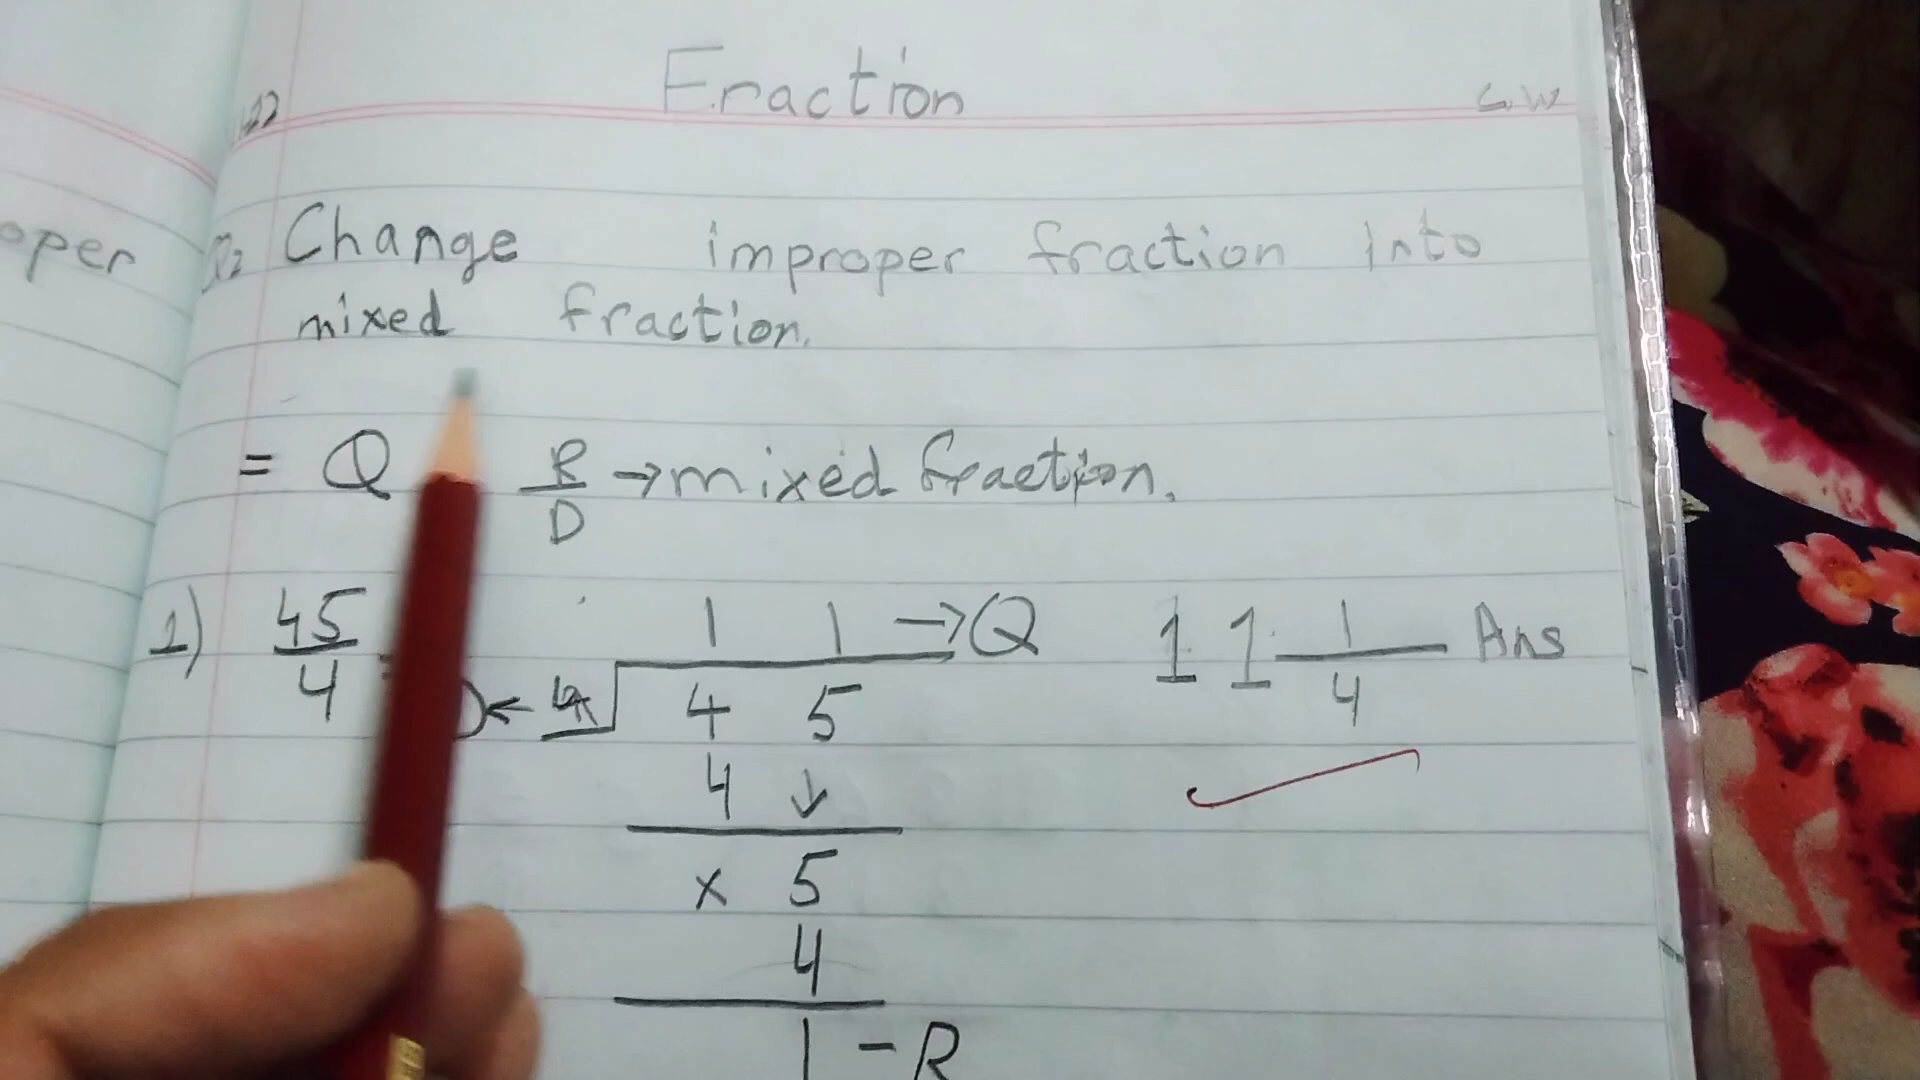 Fraction
C.W
oper
Change improper fraction into
mixed fraction.
= Q R/D → mixed fraction.
1) 45/4 =
1 1 → Q
← 4 4 5
4 ↓
x 5
4
1 - R
11 1/4 Ans